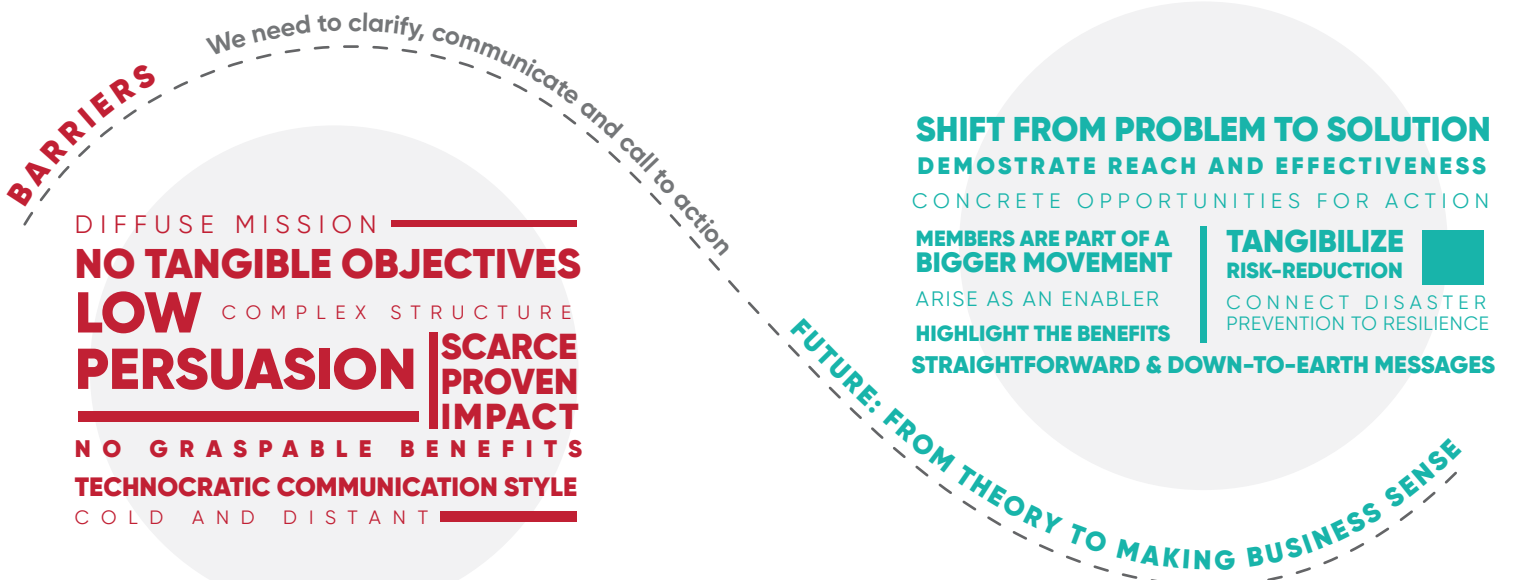 BARRIERS
We need to clarify, communicate and call to action
DIFFUSE MISSION
NO TANGIBLE OBJECTIVES
LOW
COMPLEX STRUCTURE
PERSUASION
SCARCE
PROVEN
IMPACT
NO GRASPABLE BENEFITS
TECHNOCRATIC COMMUNICATION STYLE
COLD AND DISTANT
FUTURE: FROM THEORY TO MAKING BUSINESS SENSE
SHIFT FROM PROBLEM TO SOLUTION
DEMOSTRATE REACH AND EFFECTIVENESS
CONCRETE OPPORTUNITIES FOR ACTION
MEMBERS ARE PART OF A
BIGGER MOVEMENT
ARISE AS AN ENABLER
HIGHLIGHT THE BENEFITS
TANGIBILIZE
RISK-REDUCTION
CONNECT DISASTER
PREVENTION TO RESILIENCE
STRAIGHTFORWARD & DOWN-TO-EARTH MESSAGES